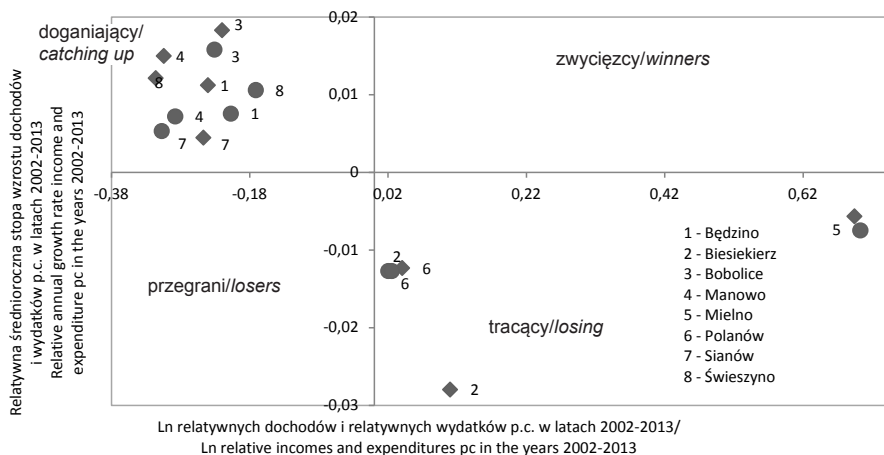 0,02
doganiający/
catching up
zwycięzcy/winners
3
3
4
8
1
8
0,01
4
1
7
7
0
-0,38
-0,18
0,02
0,22
0,42
0,62
5
2
6
6
-0,01
przegrani/losers
-0,02
tracący/losing
2
-0,03
1 - Będzino
2 - Biesiekierz
3 - Bobolice
4 - Manowo
5 - Mielno
6 - Polanów
7 - Sianów
8 - Świeszyno
Relatywna średnioroczna stopa wzrostu dochodów
i wydatków p.c. w latach 2002-2013
Relative annual growth rate income and
expenditure pc in the years 2002-2013
Ln relatywnych dochodów i relatywnych wydatków p.c. w latach 2002-2013/
Ln relative incomes and expenditures pc in the years 2002-2013